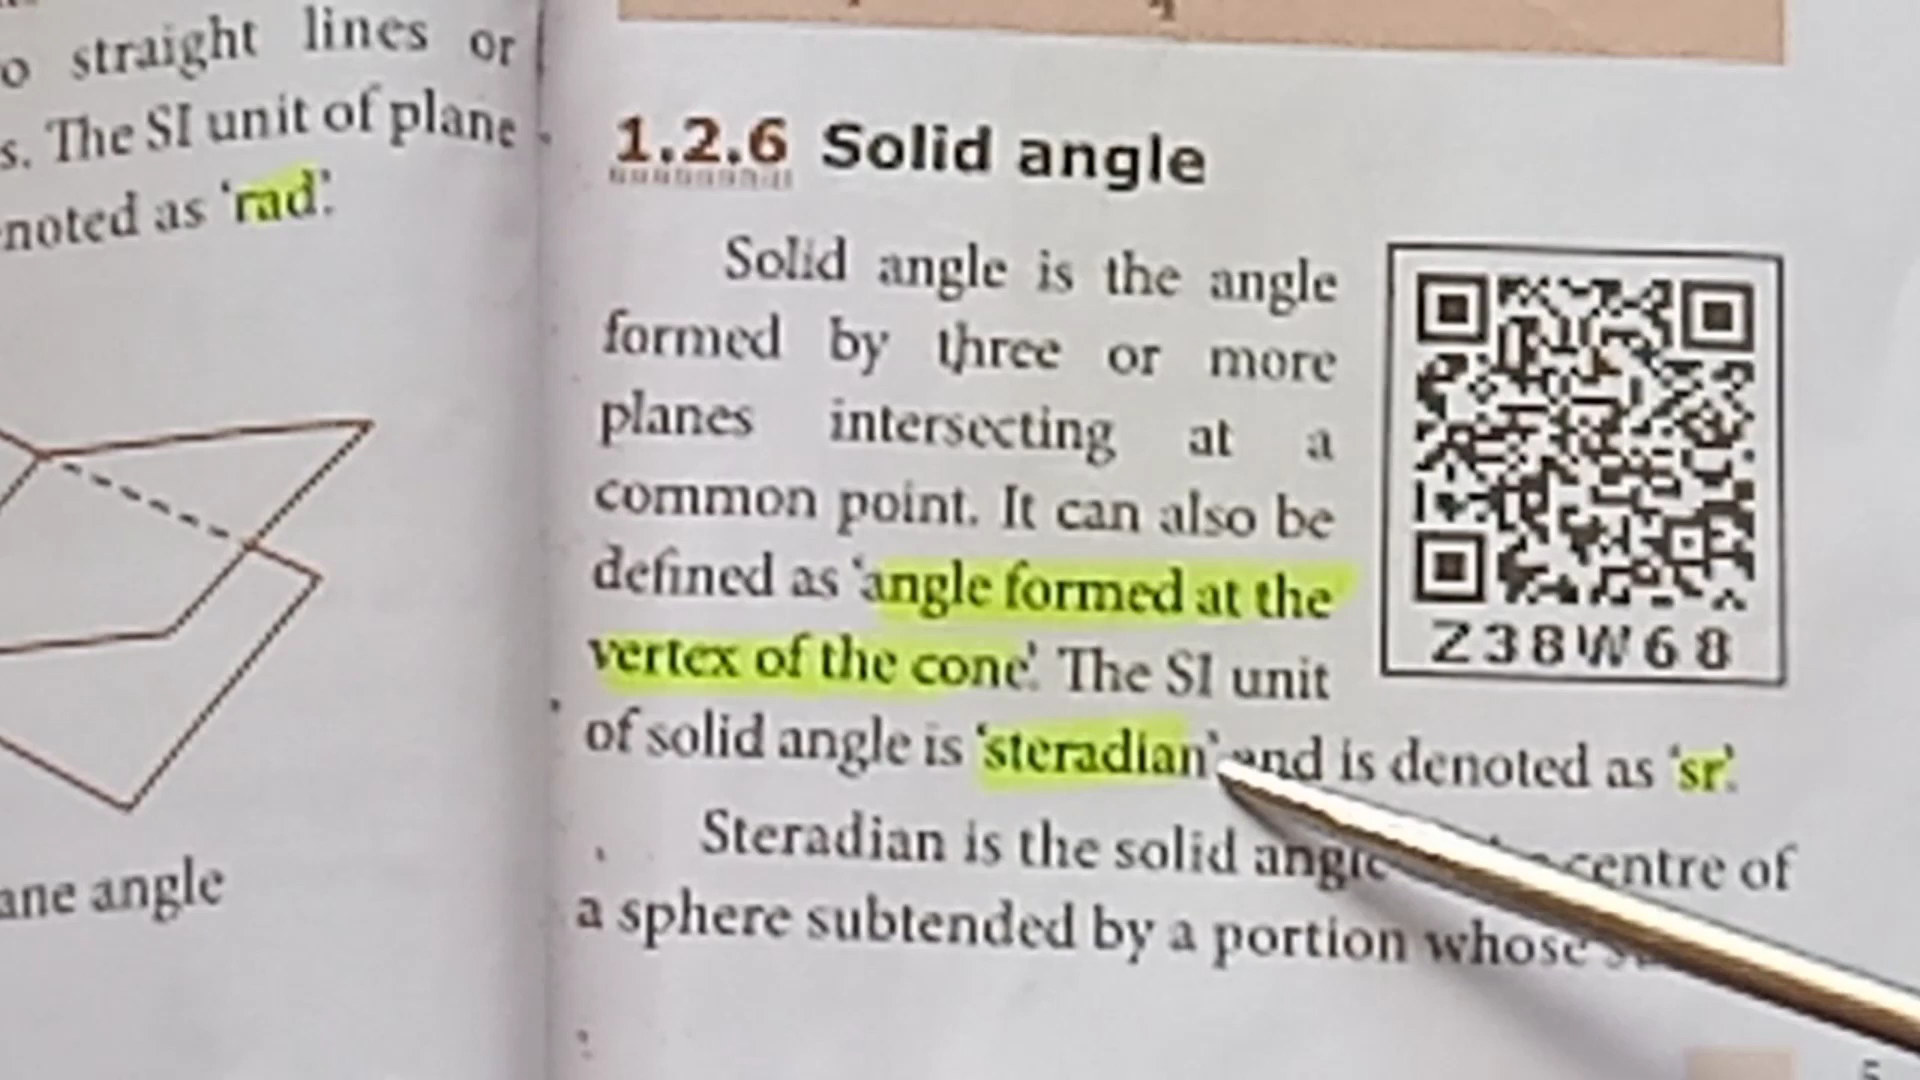 o straight lines or
s. The SI unit of plane
noted as ‘rad’.
ane angle
1.2.6 Solid angle
Solid angle is the angle
formed by three or more
planes intersecting at a
common point. It can also be
defined as ‘angle formed at the
vertex of the cone’. The SI unit
of solid angle is ‘steradian’ and is denoted as ‘sr’.
Steradian is the solid angle centre of
a sphere subtended by a portion whose
Z38W68